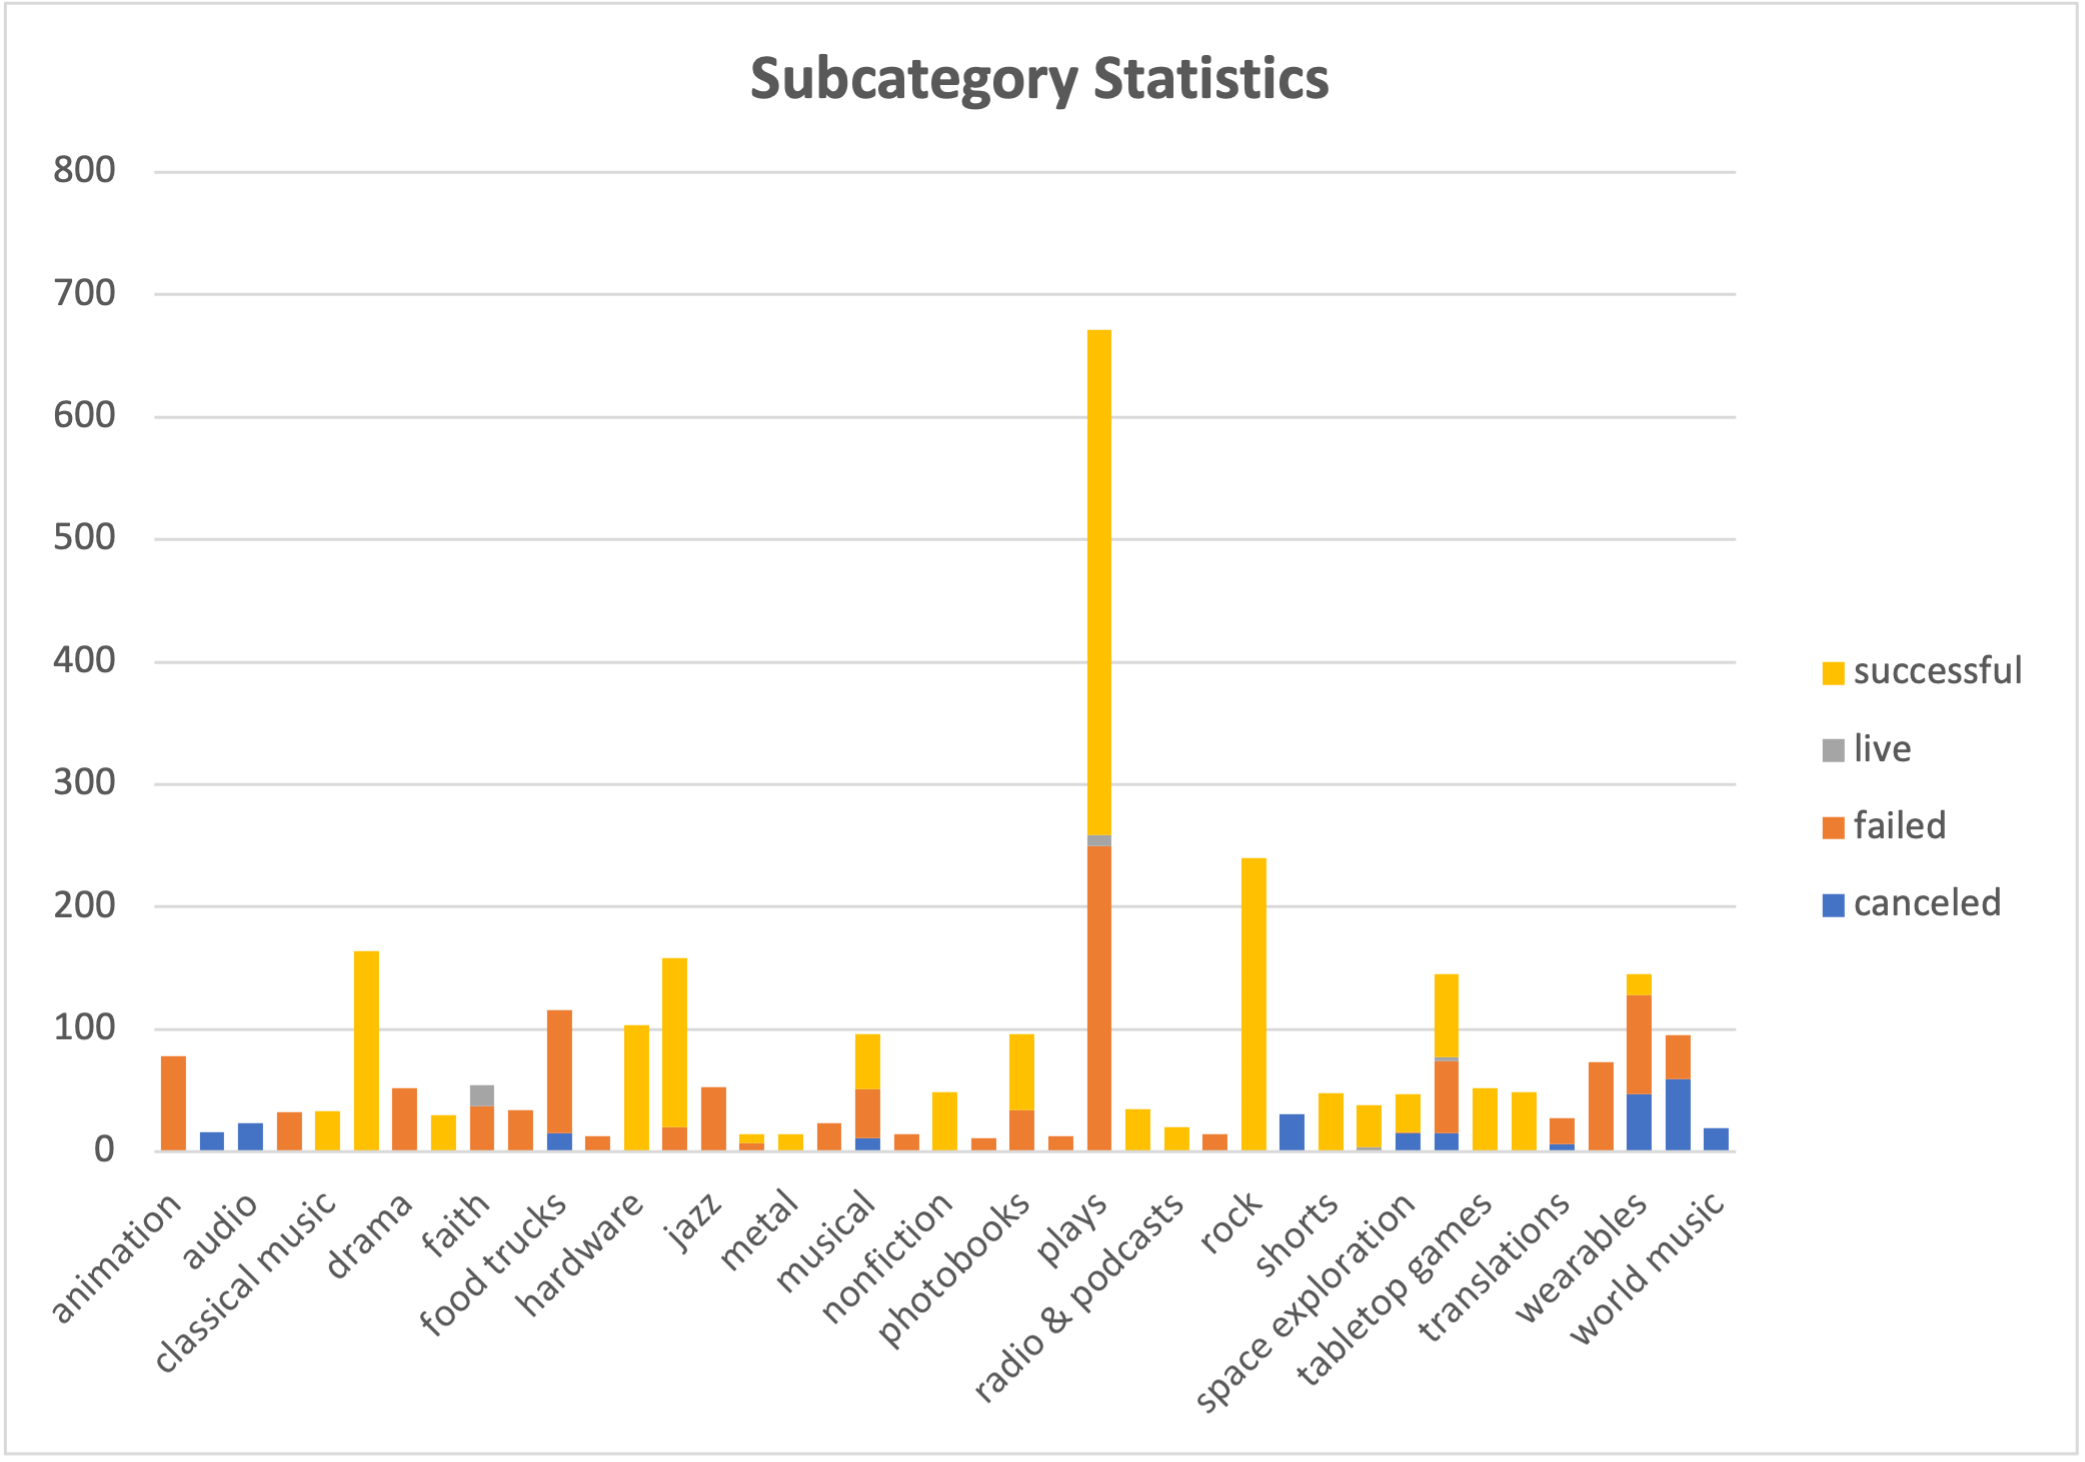 Subcategory Statistics
800
700
600
500
400
300
200
100
0
successful
live
failed
canceled
animation
audio
classical music
drama
faith
food trucks
hardware
jazz
metal
musical
nonfiction
photobooks
plays
radio & podcasts
rock
shorts
space exploration
tabletop games
translations
wearables
world music